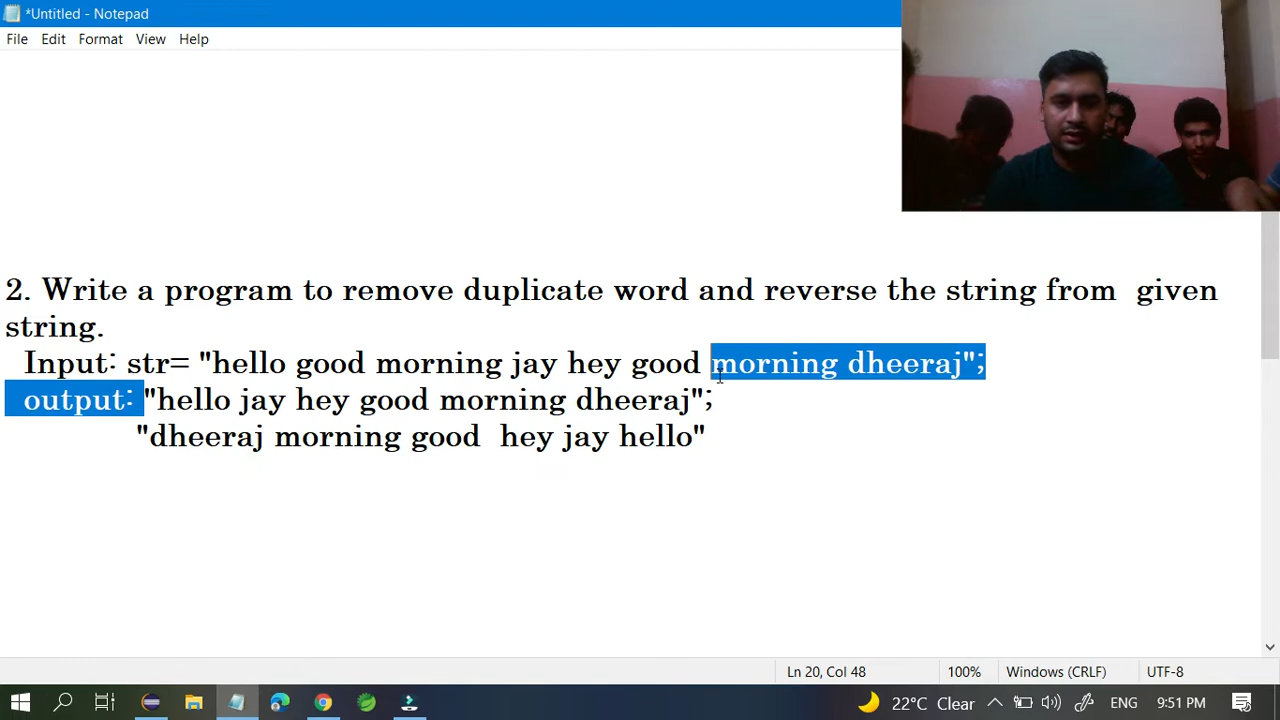 *Untitled - Notepad
File Edit Format View Help
2. Write a program to remove duplicate word and reverse the string from  given
string.
Input: str= "hello good morning jay hey good morning dheeraj";
output: "hello jay hey good morning dheeraj";
"dheeraj morning good  hey jay hello"
Ln 20, Col 48 100% Windows (CRLF) UTF-8
22°C Clear ENG 9:51 PM